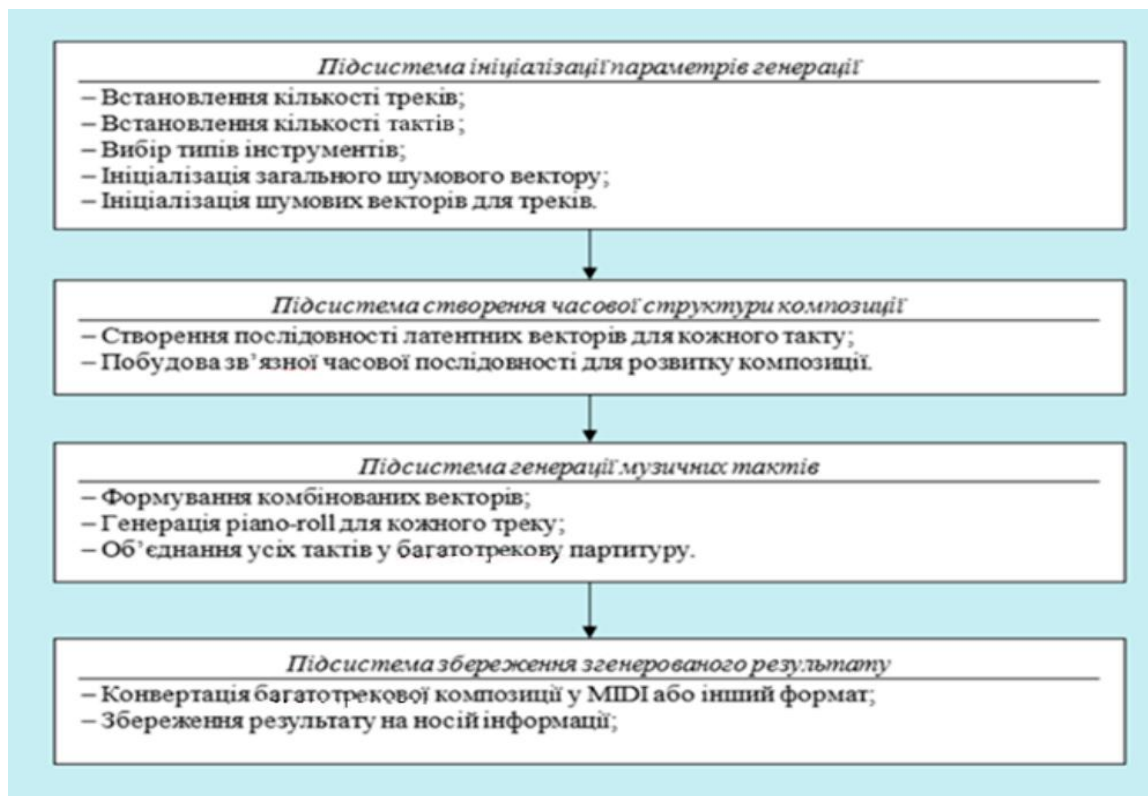 Підсистема ініціалізації параметрів генерації
– Встановлення кількості треків;
– Встановлення кількості тактів;
– Вибір типів інструментів;
– Ініціалізація загального шумового вектору;
– Ініціалізація шумових векторів для треків.
Підсистема створення часової структури композиції
– Створення послідовності латентних векторів для кожного такту;
– Побудова зв’язної часової послідовності для розвитку композиції.
Підсистема генерації музичних тактів
– Формування комбінованих векторів;
– Генерація piano-roll для кожного треку;
– Об’єднання усіх тактів у багатотрекову партитуру.
Підсистема збереження згенерованого результату
– Конвертація багатотрекової композиції у MIDI або інший формат;
– Збереження результату на носій інформації;